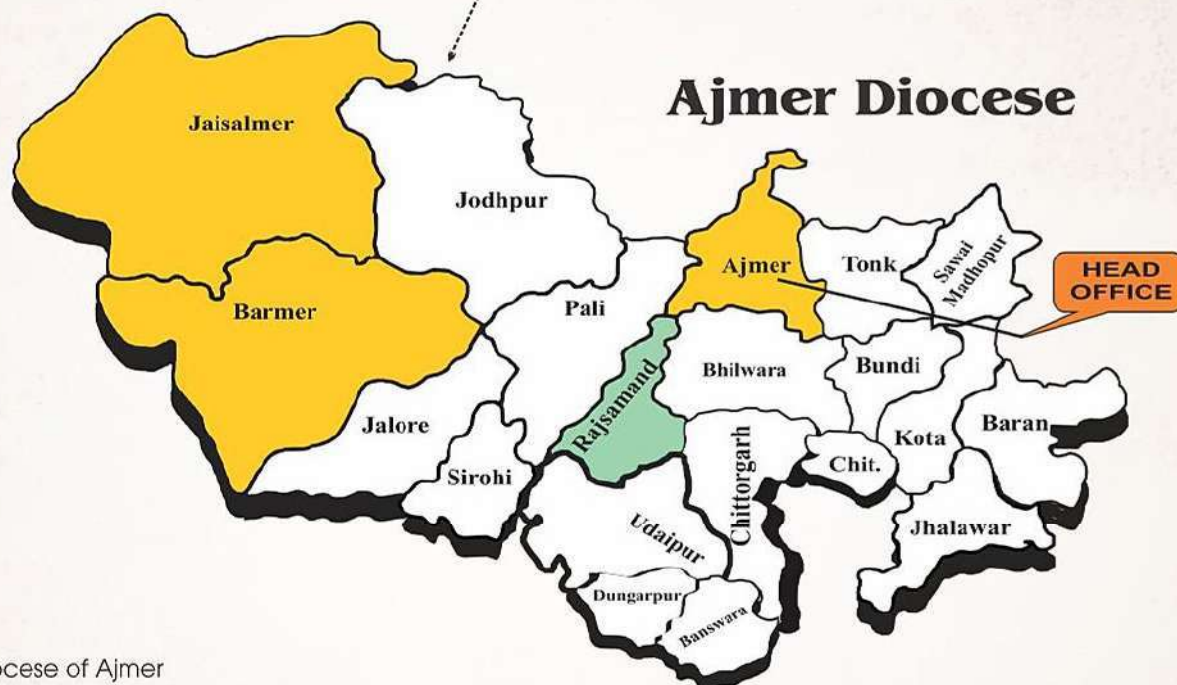 Ajmer Diocese
Jaisalmer
Jodhpur
Ajmer
Tonk
Sawai
Madhopur
HEAD
OFFICE
Barmer
Pali
Rajsamand
Bhilwara
Bundi
Jalore
Sirohi
Chittorgarh
Chit.
Kota
Baran
Udaipur
Jhalawar
Dungarpur
Banswara
of Ajmer